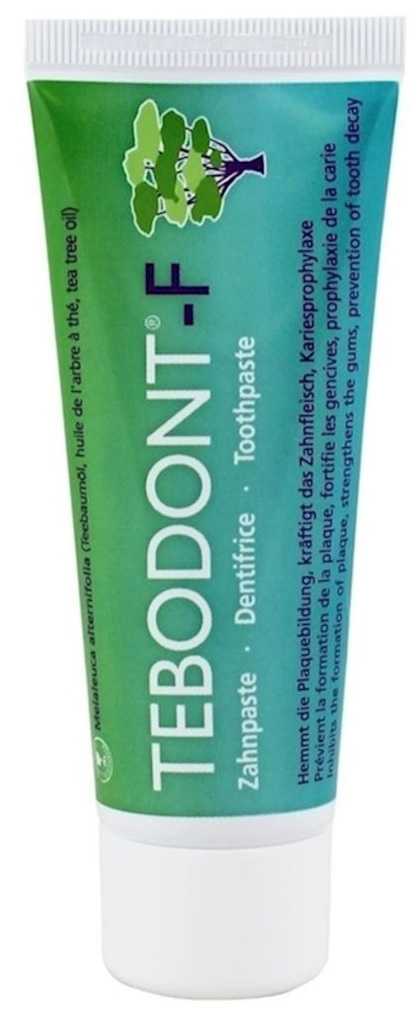 Melaleuca alternifolia (Teebaumöl, huile de l'arbre à thé, tea tree oil)
TEBODONT®-F
Zahnpaste · Dentifrice · Toothpaste
Hemmt die Plaquebildung, kräftigt das Zahnfleisch, Kariesprophylaxe
Prévient la formation de la plaque, fortifie les gencives, prophylaxie de la carie
Inhibits the formation of plaque, strengthens the gums, prevention of tooth decay